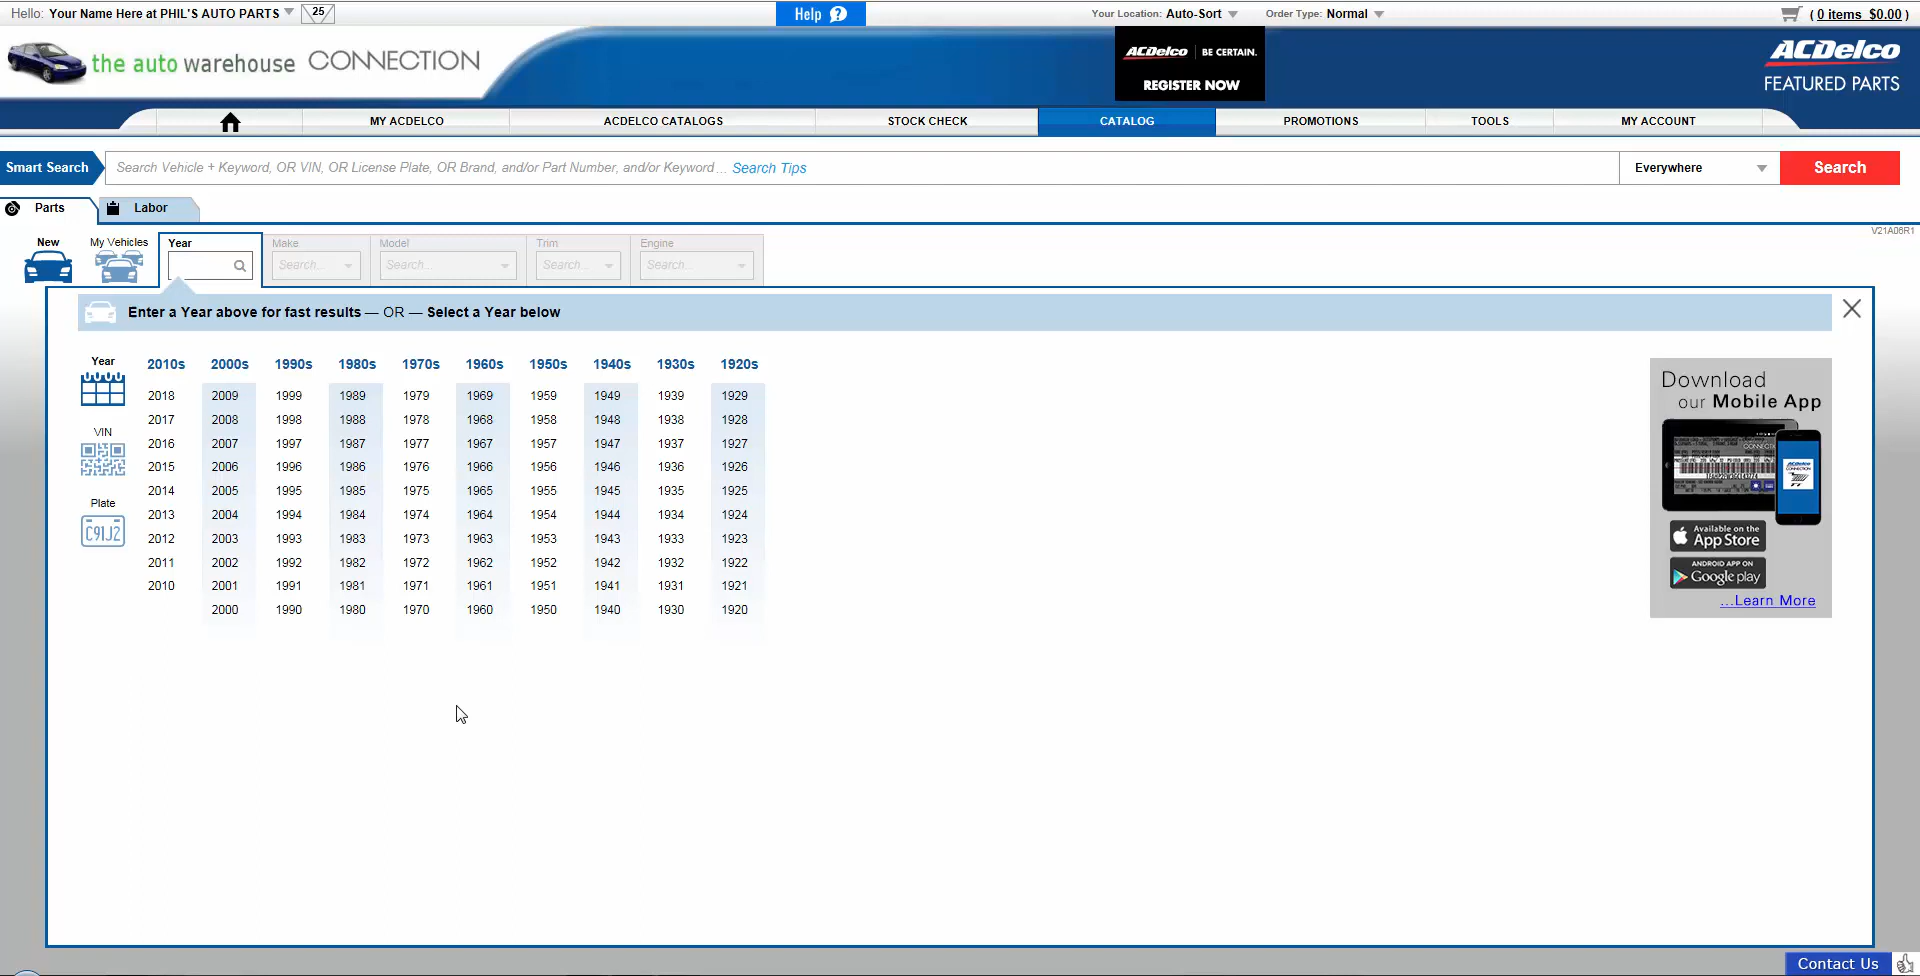 Hello: Your Name Here at PHIL'S AUTO PARTS 25 Help ? Your Location: Auto-Sort Order Type: Normal ( 0 items $0.00 )
the auto warehouse CONNECTION
ACDelco BE CERTAIN.
REGISTER NOW
ACDelco
FEATURED PARTS
MY ACDELCO ACDELCO CATALOGS STOCK CHECK CATALOG PROMOTIONS TOOLS MY ACCOUNT
Smart Search Search Vehicle + Keyword, OR VIN, OR License Plate, OR Brand, and/or Part Number, and/or Keyword... Search Tips Everywhere Search
Parts Labor
V21A06R1
New My Vehicles Year Make Model Trim Engine
Search... Search... Search... Search...
Enter a Year above for fast results — OR — Select a Year below
Year 2010s 2000s 1990s 1980s 1970s 1960s 1950s 1940s 1930s 1920s
2018 2009 1999 1989 1979 1969 1959 1949 1939 1929
2017 2008 1998 1988 1978 1968 1958 1948 1938 1928
VIN
2016 2007 1997 1987 1977 1967 1957 1947 1937 1927
2015 2006 1996 1986 1976 1966 1956 1946 1936 1926
2014 2005 1995 1985 1975 1965 1955 1945 1935 1925
Plate
2013 2004 1994 1984 1974 1964 1954 1944 1934 1924
C91J2
2012 2003 1993 1983 1973 1963 1953 1943 1933 1923
2011 2002 1992 1982 1972 1962 1952 1942 1932 1922
2010 2001 1991 1981 1971 1961 1951 1941 1931 1921
2000 1990 1980 1970 1960 1950 1940 1930 1920
Download
our Mobile App
Available on the
App Store
ANDROID APP ON
Google play
...Learn More
Contact Us